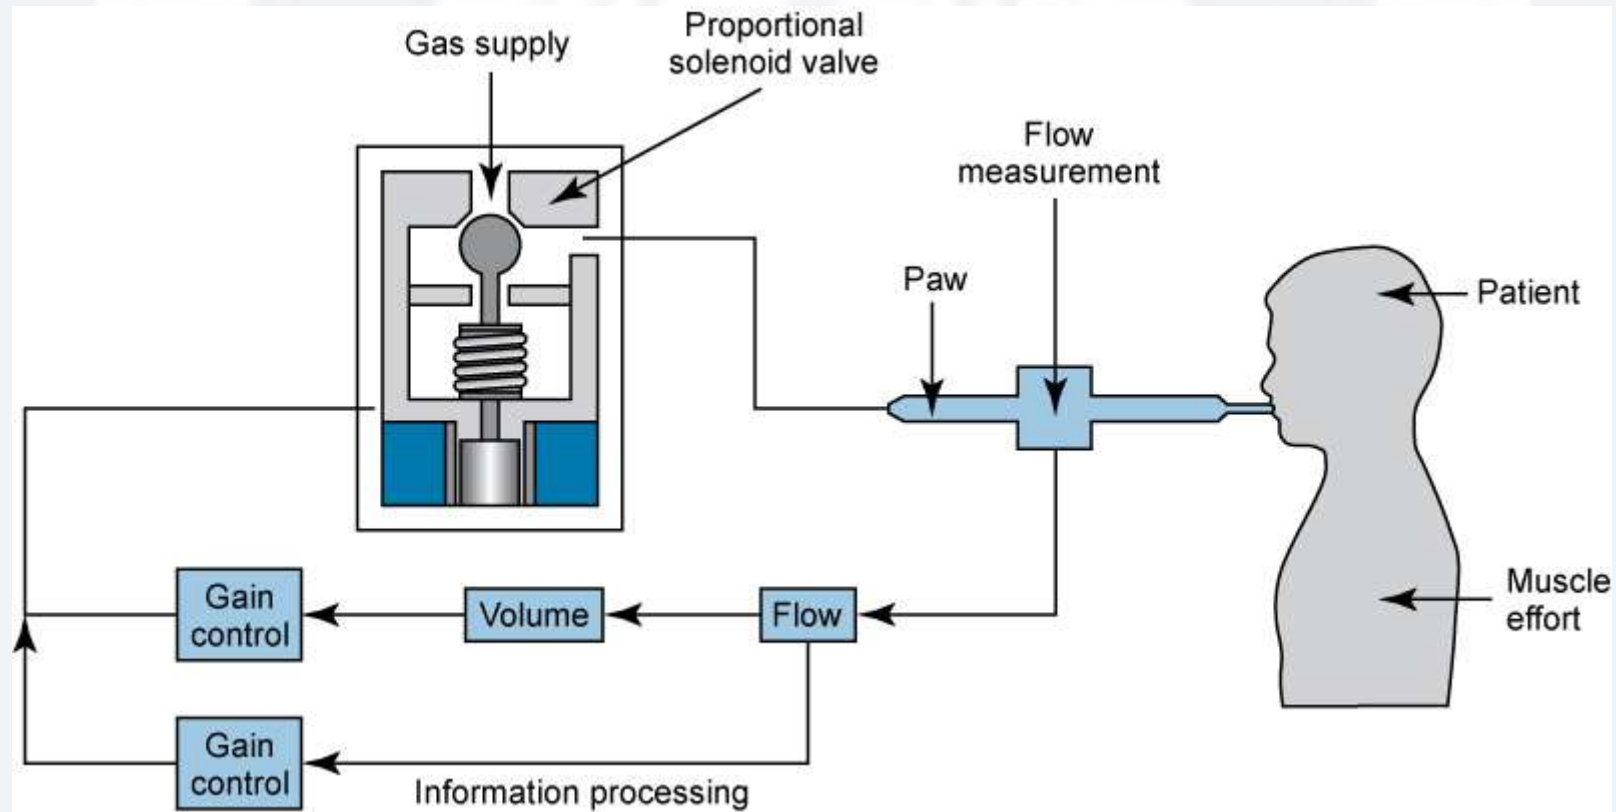 Gas supply
Proportional
solenoid valve
Flow
measurement
Paw
Patient
Muscle
effort
Gain
control
Volume
Flow
Gain
control
Information processing